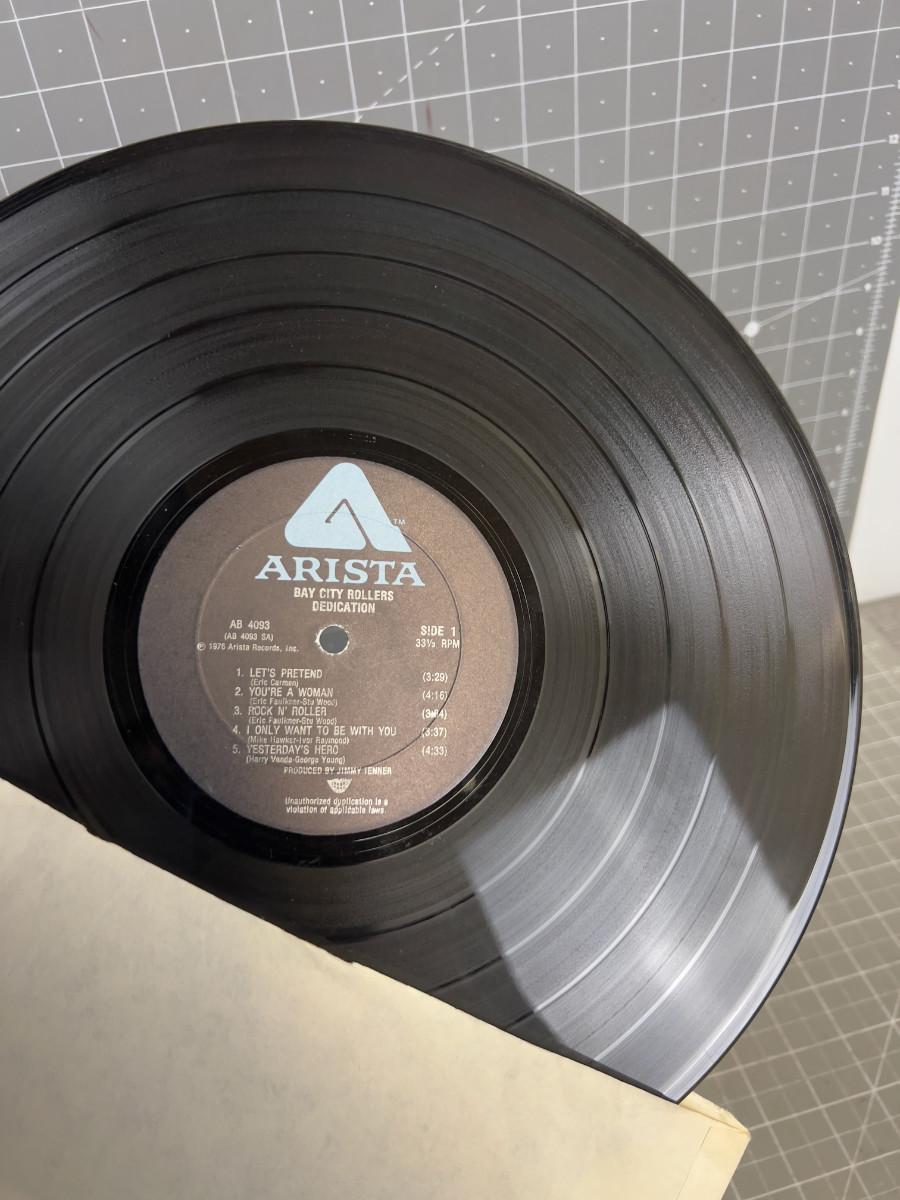 ARISTA
TM
BAY CITY ROLLERS
DEDICATION
AB 4093
(AB 4093 SA)
℗ 1976 Arista Records, Inc.
SIDE 1
33⅓ RPM
1. LET'S PRETEND (3:29)
(Eric Carmen)
2. YOU'RE A WOMAN (4:16)
(Eric Faulkner-Stu Wood)
3. ROCK N' ROLLER
(Eric Faulkner-Stu Wood)
4. I ONLY WANT TO BE WITH YOU (3:37)
(Mike Hawker-Ivor Raymond)
5. YESTERDAY'S HERO (4:33)
(Harry Vanda-George Young)
PRODUCED BY JIMMY IENNER
Unauthorized duplication is a
violation of applicable laws.